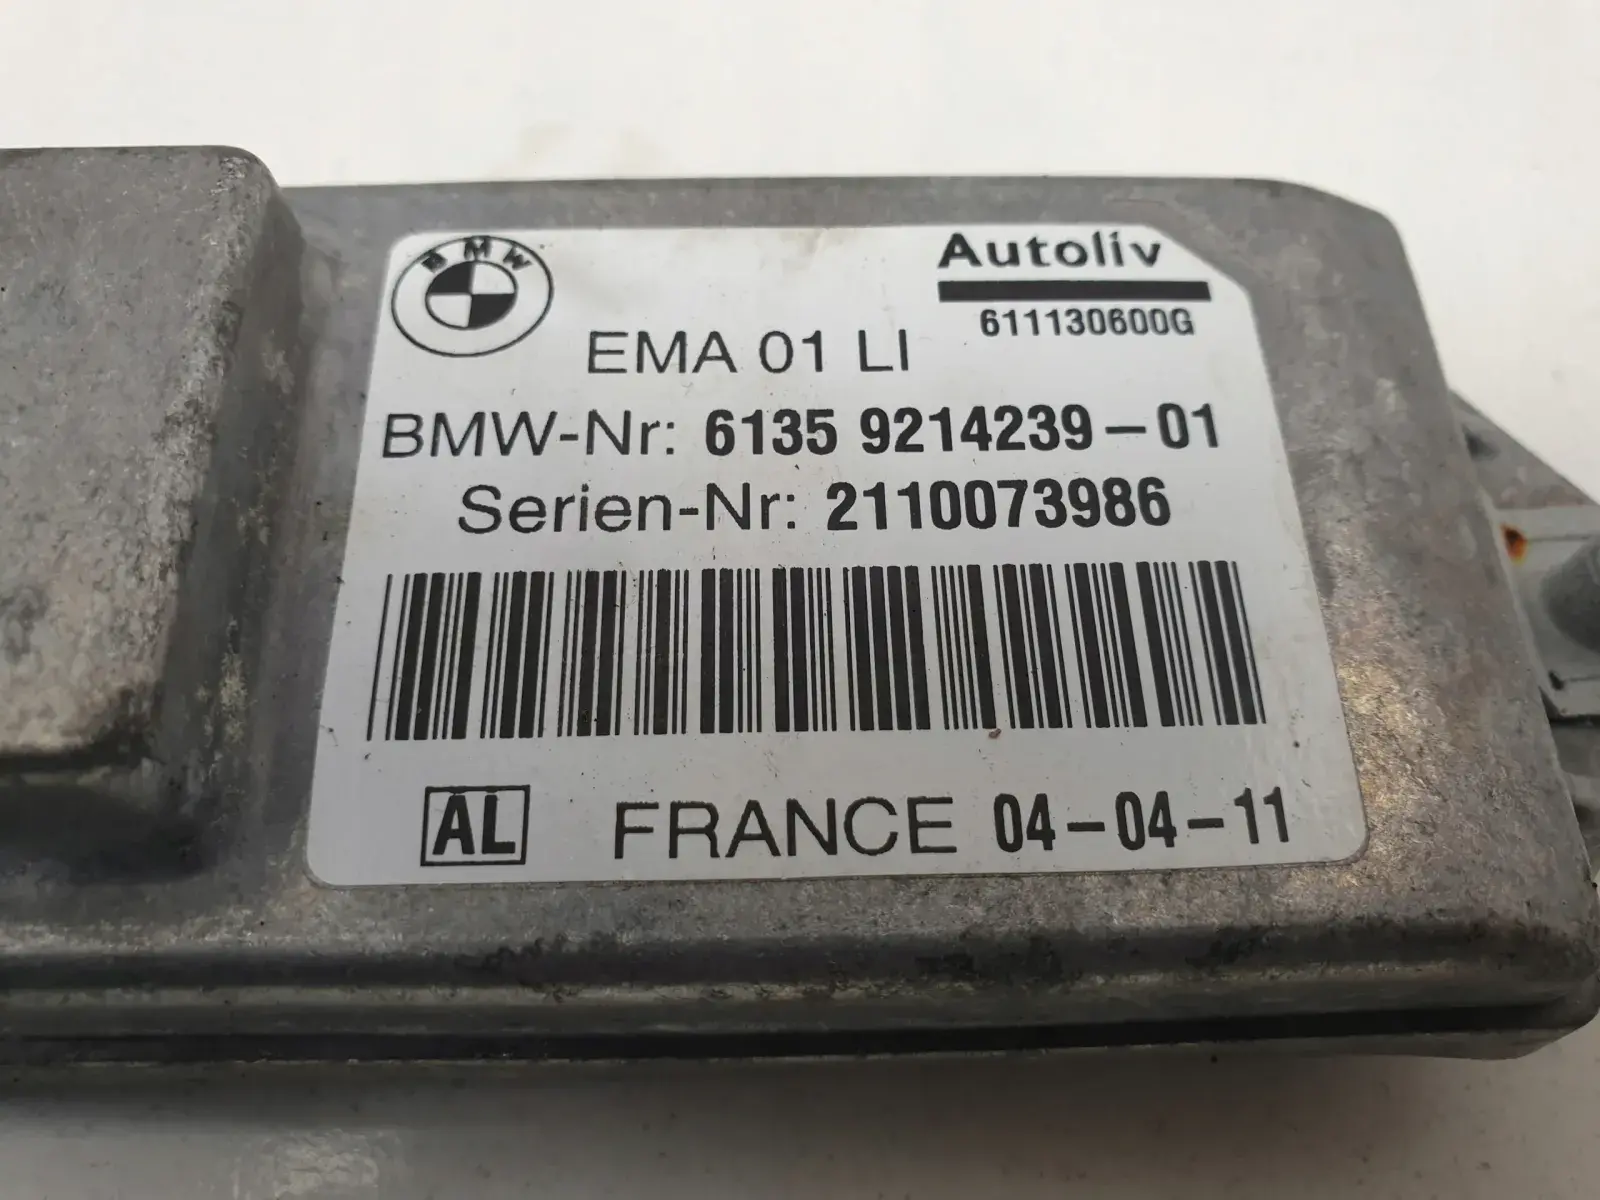 BMW
Autoliv
611130600G
EMA 01 LI
BMW-Nr: 6135 9214239-01
Serien-Nr: 2110073986
AL FRANCE 04-04-11